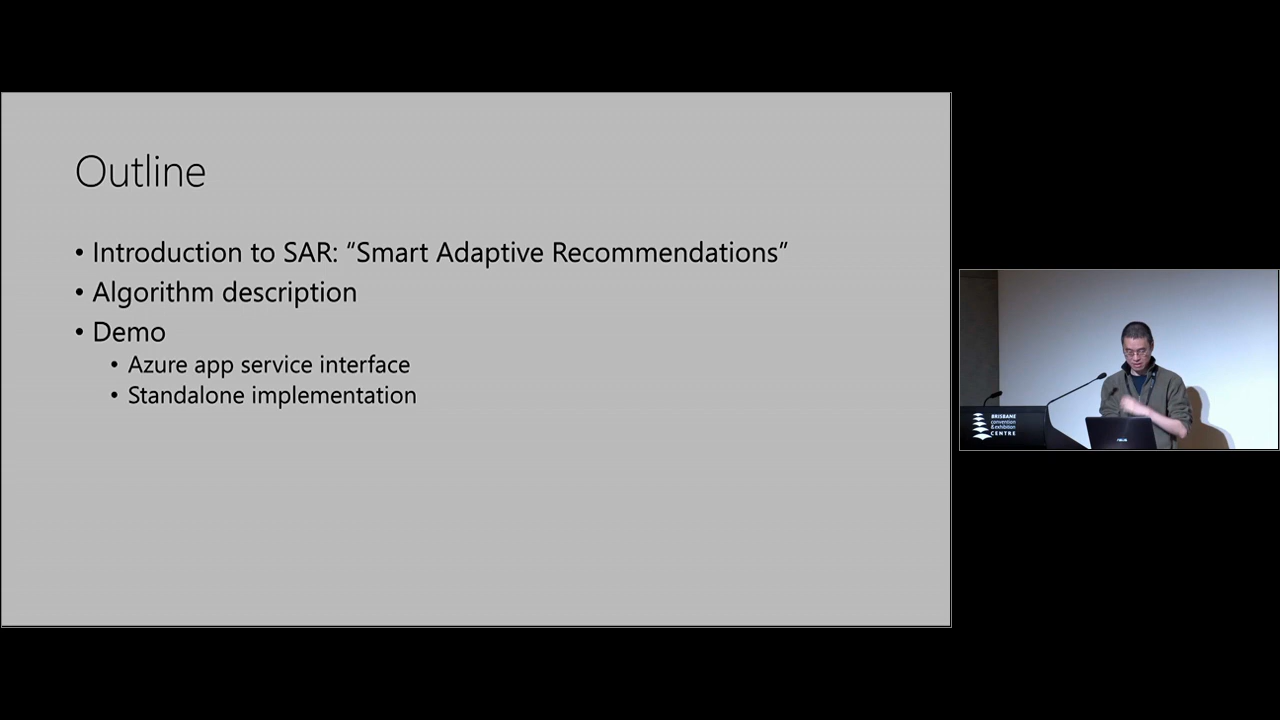 Outline
• Introduction to SAR: “Smart Adaptive Recommendations”
• Algorithm description
• Demo
• Azure app service interface
• Standalone implementation
BRISBANE
convention
& exhibition
CENTRE
ASUS